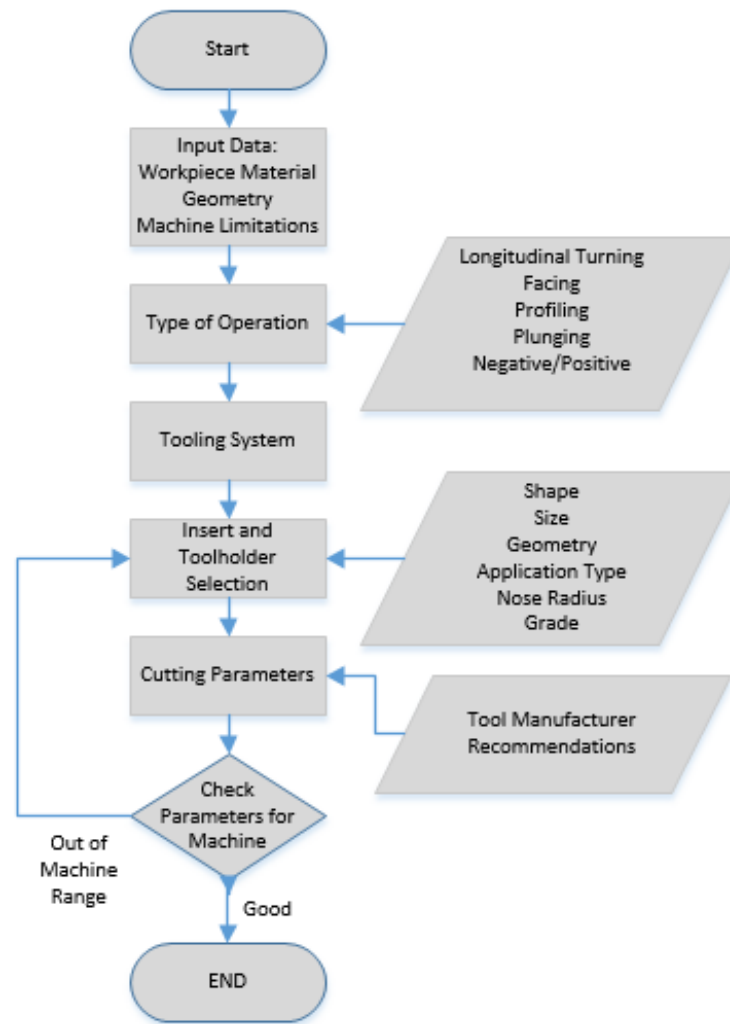 Start
Input Data:
Workpiece Material
Geometry
Machine Limitations
Type of Operation
Longitudinal Turning
Facing
Profiling
Plunging
Negative/Positive
Tooling System
Insert and
Toolholder
Selection
Shape
Size
Geometry
Application Type
Nose Radius
Grade
Cutting Parameters
Tool Manufacturer
Recommendations
Check
Parameters for
Machine
Out of
Machine
Range
Good
END